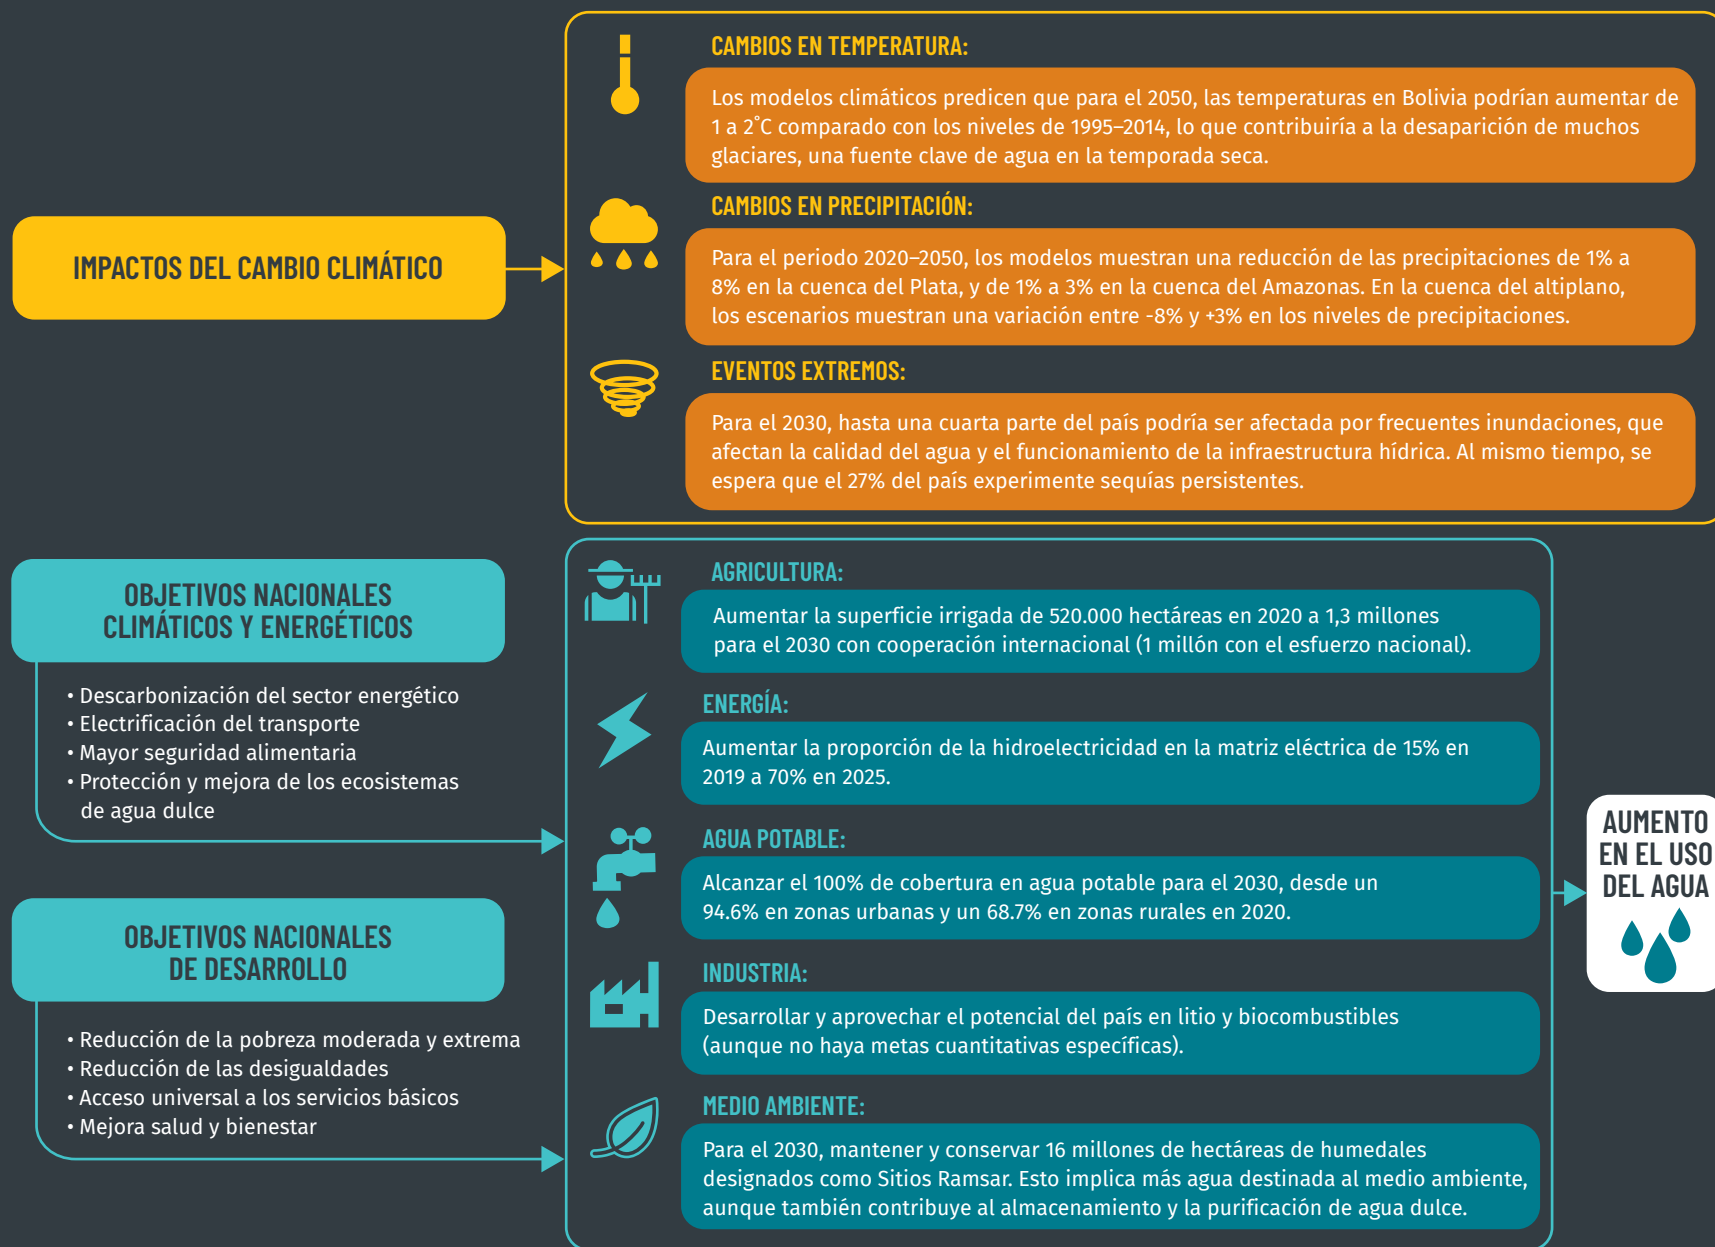 IMPACTOS DEL CAMBIO CLIMÁTICO
CAMBIOS EN TEMPERATURA:
Los modelos climáticos predicen que para el 2050, las temperaturas en Bolivia podrían aumentar de
1 a 2˚C comparado con los niveles de 1995–2014, lo que contribuiría a la desaparición de muchos
glaciares, una fuente clave de agua en la temporada seca.
CAMBIOS EN PRECIPITACIÓN:
Para el periodo 2020–2050, los modelos muestran una reducción de las precipitaciones de 1% a
8% en la cuenca del Plata, y de 1% a 3% en la cuenca del Amazonas. En la cuenca del altiplano,
los escenarios muestran una variación entre -8% y +3% en los niveles de precipitaciones.
EVENTOS EXTREMOS:
Para el 2030, hasta una cuarta parte del país podría ser afectada por frecuentes inundaciones, que
afectan la calidad del agua y el funcionamiento de la infraestructura hídrica. Al mismo tiempo, se
espera que el 27% del país experimente sequías persistentes.
OBJETIVOS NACIONALES
CLIMÁTICOS Y ENERGÉTICOS
• Descarbonización del sector energético
• Electrificación del transporte
• Mayor seguridad alimentaria
• Protección y mejora de los ecosistemas
de agua dulce
OBJETIVOS NACIONALES
DE DESARROLLO
• Reducción de la pobreza moderada y extrema
• Reducción de las desigualdades
• Acceso universal a los servicios básicos
• Mejora salud y bienestar
AGRICULTURA:
Aumentar la superficie irrigada de 520.000 hectáreas en 2020 a 1,3 millones
para el 2030 con cooperación internacional (1 millón con el esfuerzo nacional).
ENERGÍA:
Aumentar la proporción de la hidroelectricidad en la matriz eléctrica de 15% en
2019 a 70% en 2025.
AGUA POTABLE:
Alcanzar el 100% de cobertura en agua potable para el 2030, desde un
94.6% en zonas urbanas y un 68.7% en zonas rurales en 2020.
INDUSTRIA:
Desarrollar y aprovechar el potencial del país en litio y biocombustibles
(aunque no haya metas cuantitativas específicas).
MEDIO AMBIENTE:
Para el 2030, mantener y conservar 16 millones de hectáreas de humedales
designados como Sitios Ramsar. Esto implica más agua destinada al medio ambiente,
aunque también contribuye al almacenamiento y la purificación de agua dulce.
AUMENTO
EN EL USO
DEL AGUA